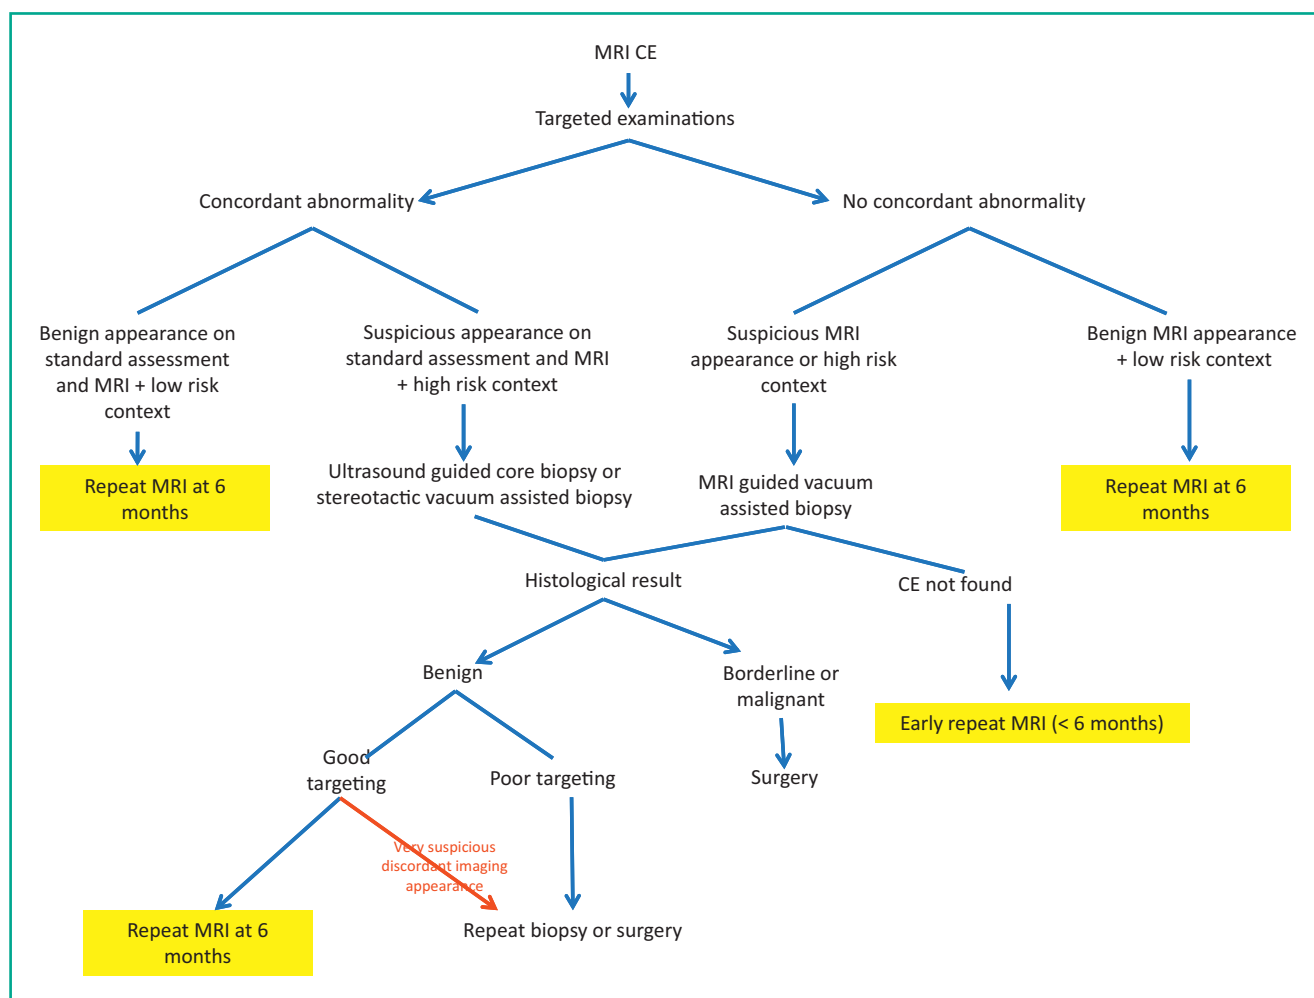 MRI CE
Targeted examinations
Concordant abnormality
No concordant abnormality
Benign appearance on
standard assessment
and MRI + low risk
context
Suspicious appearance on
standard assessment and MRI
+ high risk context
Suspicious MRI
appearance or high risk
context
Benign MRI appearance
+ low risk context
Repeat MRI at 6
months
Ultrasound guided core biopsy or
stereotactic vacuum assisted biopsy
MRI guided vacuum
assisted biopsy
Repeat MRI at 6
months
Histological result
CE not found
Benign
Borderline or
malignant
Early repeat MRI (< 6 months)
Good
targeting
Poor targeting
Surgery
Very suspicious
discordant imaging
appearance
Repeat MRI at 6
months
Repeat biopsy or surgery